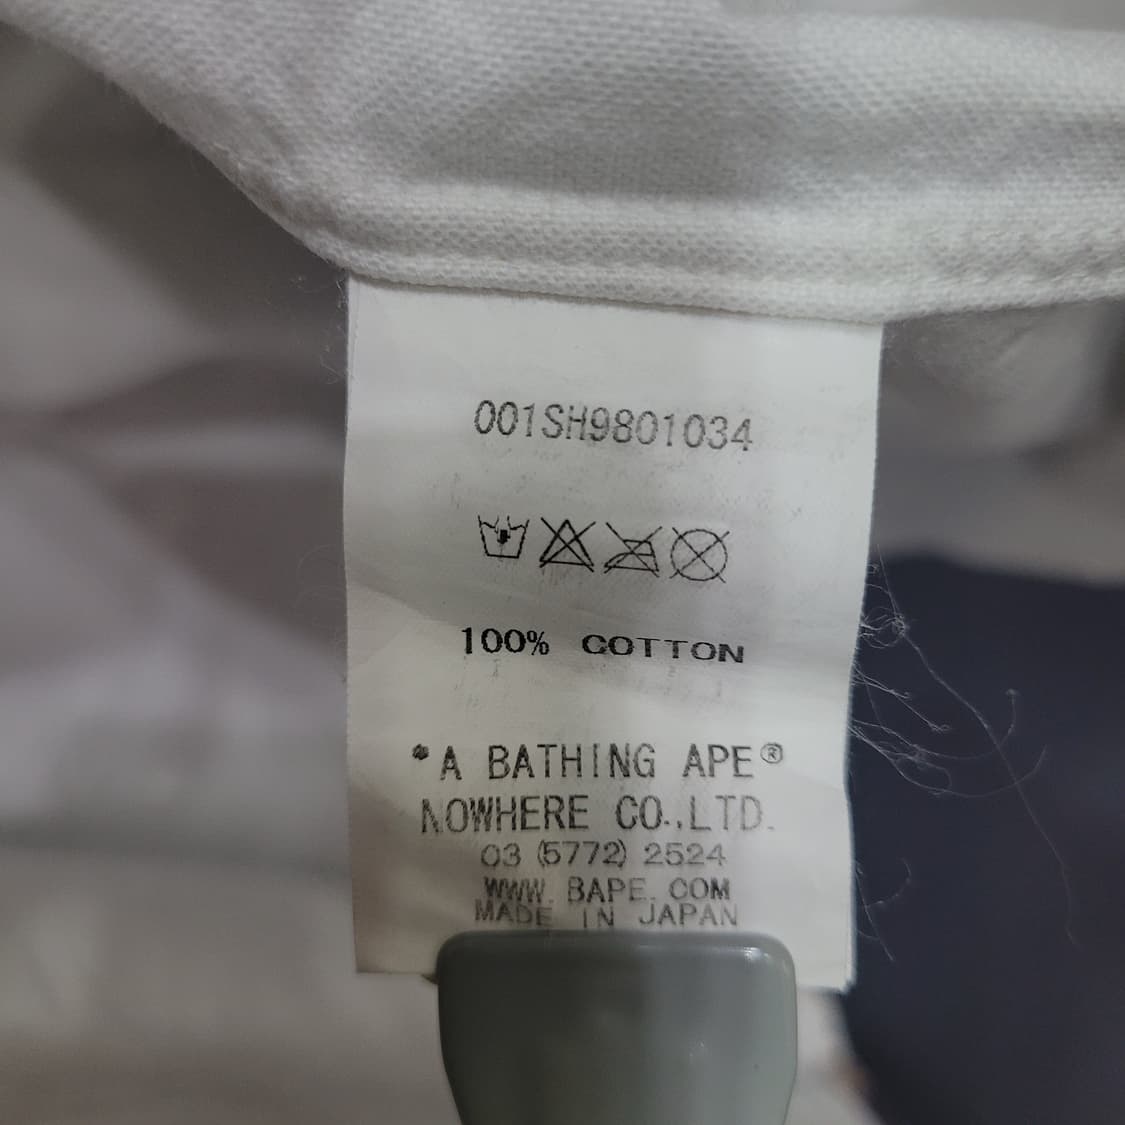 001SH9801034
100% COTTON
*A BATHING APE®
NOWHERE CO.,LTD.
03 (5772) 2524
WWW. BAPE. COM
MADE IN JAPAN